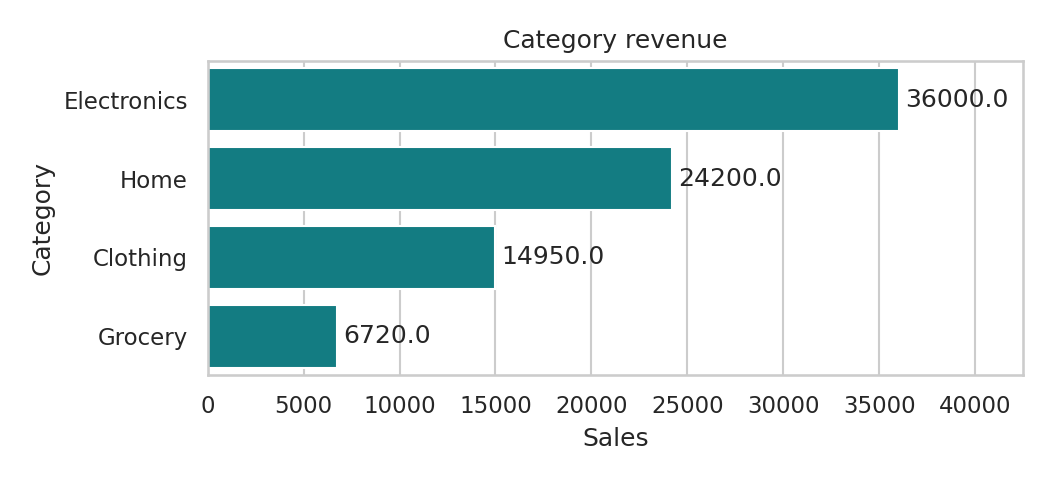 Category revenue
Category
Electronics 36000.0
Home 24200.0
Clothing 14950.0
Grocery 6720.0
0 5000 10000 15000 20000 25000 30000 35000 40000
Sales